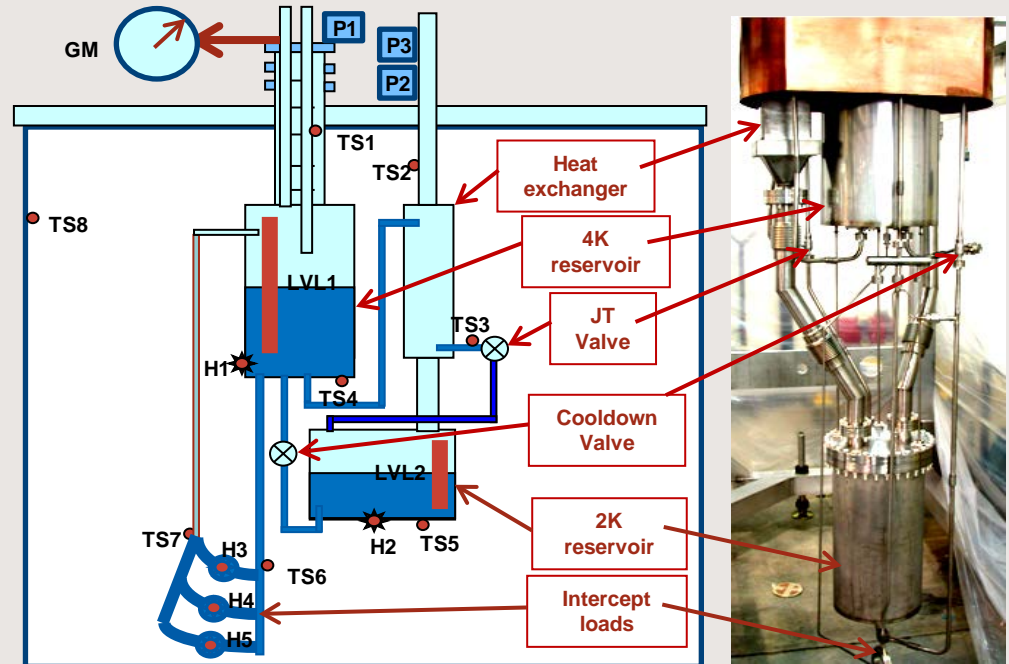 GM
P1
P3
P2
TS1
TS2
TS8
Heat
exchanger
4K
reservoir
LVL1
TS3
JT
Valve
H1
TS4
Cooldown
Valve
LVL2
2K
reservoir
H2
TS5
TS7
H3
TS6
H4
Intercept
loads
H5